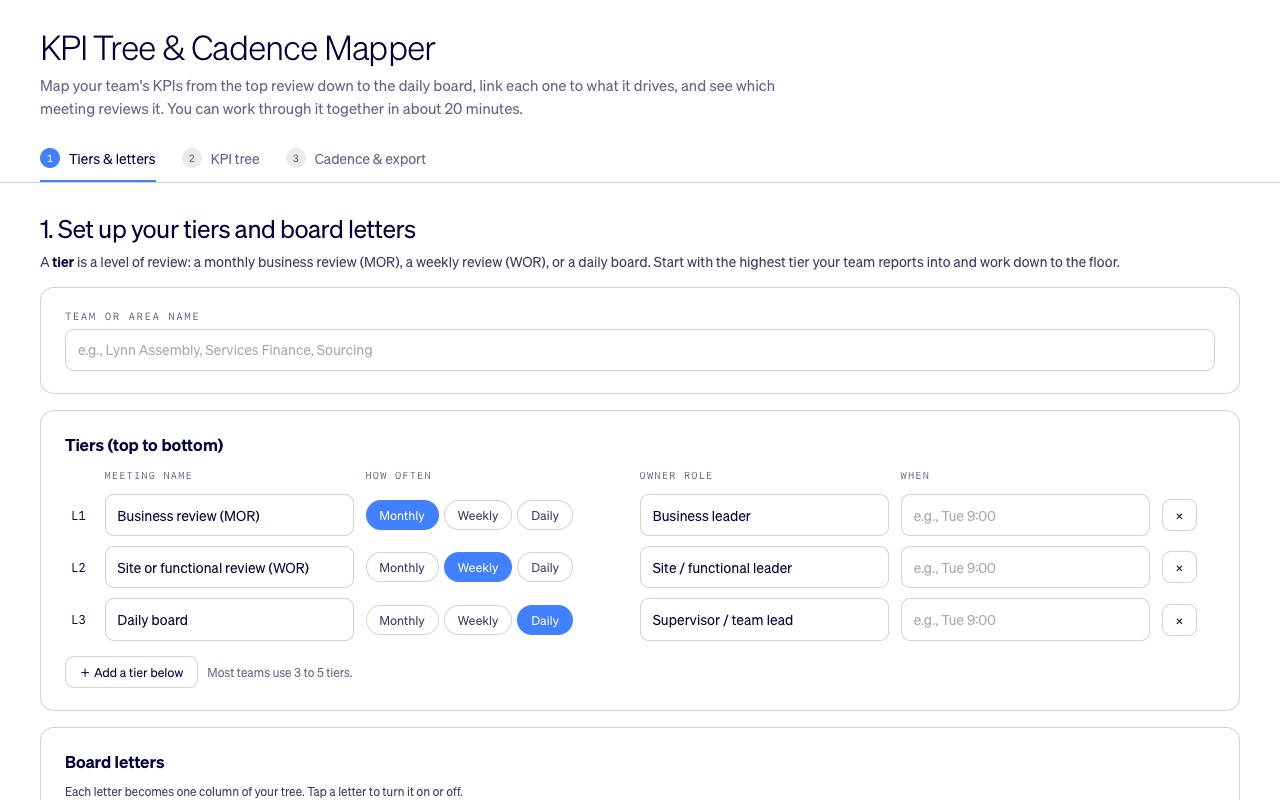 KPI Tree & Cadence Mapper
Map your team's KPIs from the top review down to the daily board, link each one to what it drives, and see which
meeting reviews it. You can work through it together in about 20 minutes.
1 Tiers & letters 2 KPI tree 3 Cadence & export
1. Set up your tiers and board letters
A tier is a level of review: a monthly business review (MOR), a weekly review (WOR), or a daily board. Start with the highest tier your team reports into and work down to the floor.
TEAM OR AREA NAME
e.g., Lynn Assembly, Services Finance, Sourcing
Tiers (top to bottom)
MEETING NAME HOW OFTEN OWNER ROLE WHEN
L1 Business review (MOR) Monthly Weekly Daily Business leader e.g., Tue 9:00 ×
L2 Site or functional review (WOR) Monthly Weekly Daily Site / functional leader e.g., Tue 9:00 ×
L3 Daily board Monthly Weekly Daily Supervisor / team lead e.g., Tue 9:00 ×
+ Add a tier below Most teams use 3 to 5 tiers.
Board letters
Each letter becomes one column of your tree. Tap a letter to turn it on or off.